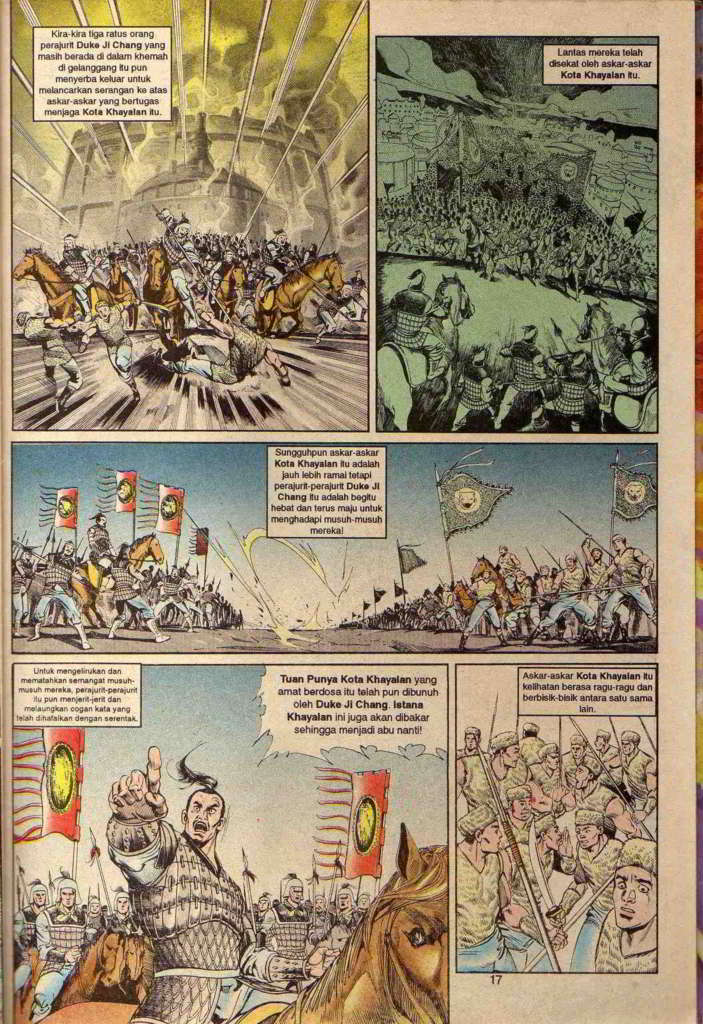 Kira-kira tiga ratus orang
perajurit Duke Ji Chang yang
masih berada di dalam khemah
di gelanggang itu pun
menyerba keluar untuk
melancarkan serangan ke atas
askar-askar yang bertugas
menjaga Kota Khayalan itu.
Lantas mereka telah
disekat oleh askar-askar
Kota Khayalan itu.
Sungguhpun askar-askar
Kota Khayalan itu adalah
jauh lebih ramai tetapi
perajurit-perajurit Duke Ji
Chang itu adalah begitu
hebat dan terus maju untuk
menghadapi musuh-musuh
mereka!
Untuk mengelirukan dan
mematahkan semangat musuh-
musuh mereka, perajurit-perajurit
itu pun menjerit-jerit dan
melaungkan cogan kata yang
telah dihafalkan dengan serentak.
Tuan Punya Kota Khayalan yang
amat berdosa itu telah pun dibunuh
oleh Duke Ji Chang. Istana
Khayalan ini juga akan dibakar
sehingga menjadi abu nanti!
Askar-askar Kota Khayalan itu
kelihatan berasa ragu-ragu dan
berbisik-bisik antara satu sama
lain.
17